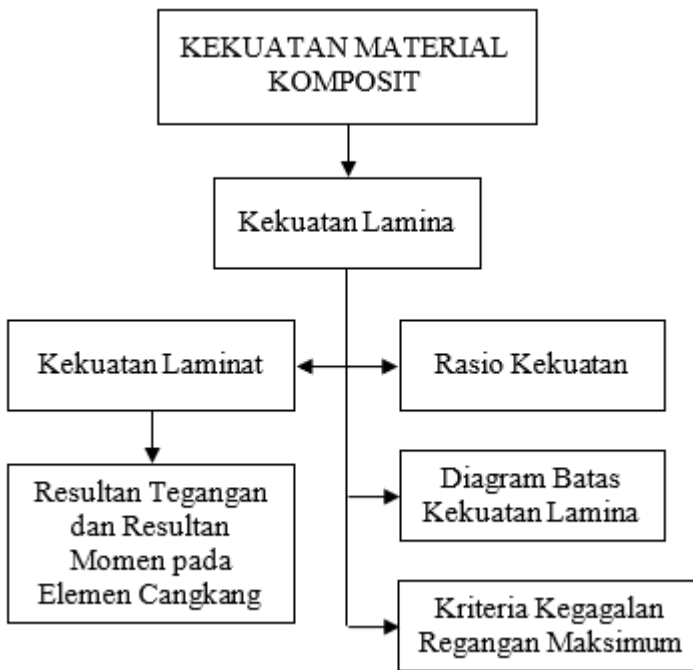 KEKUATAN MATERIAL
KOMPOSIT
Kekuatan Lamina
Kekuatan Laminat
Rasio Kekuatan
Resultan Tegangan
dan Resultan
Momen pada
Elemen Cangkang
Diagram Batas
Kekuatan Lamina
Kriteria Kegagalan
Regangan Maksimum